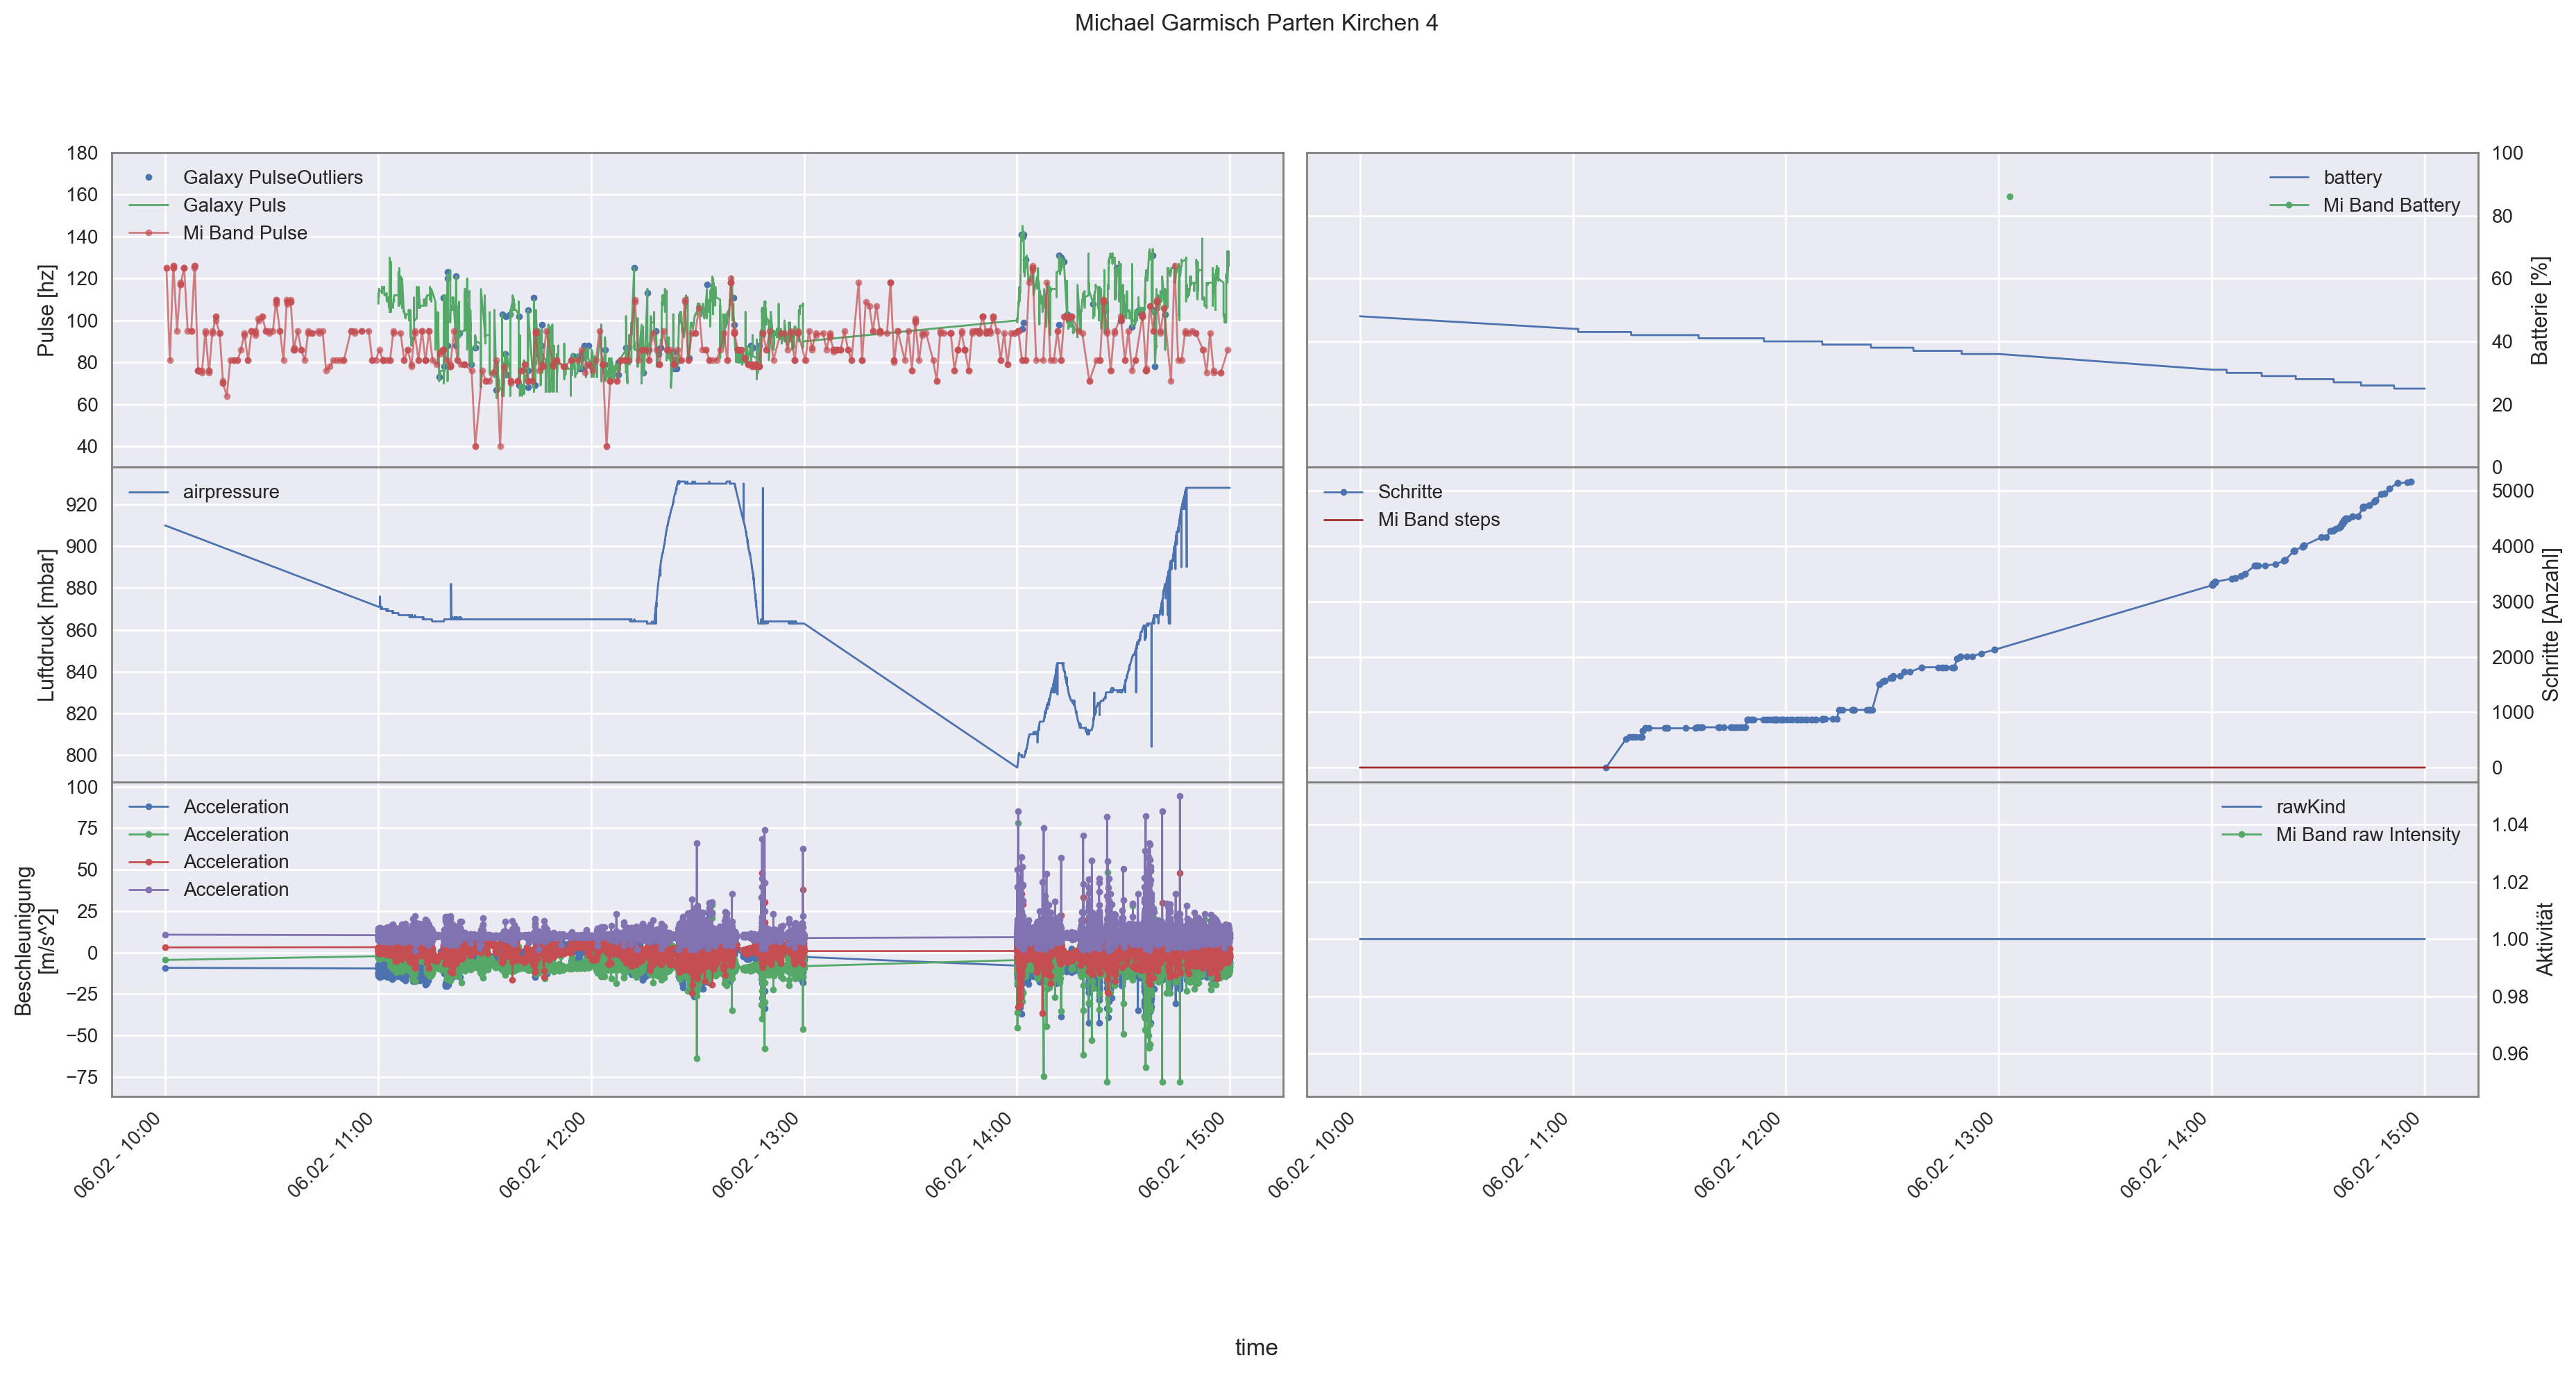 Michael Garmisch Parten Kirchen 4
Pulse [hz]
180
160
140
120
100
80
60
40
Galaxy PulseOutliers
Galaxy Puls
Mi Band Pulse
battery
Mi Band Battery
100
80
60
40
20
0
Batterie [%]
Luftdruck [mbar]
920
900
880
860
840
820
800
airpressure
Schritte
Mi Band steps
5000
4000
3000
2000
1000
0
Schritte [Anzahl]
Beschleunigung
[m/s^2]
100
75
50
25
0
−25
−50
−75
Acceleration
Acceleration
Acceleration
Acceleration
rawKind
Mi Band raw Intensity
1.04
1.02
1.00
0.98
0.96
Aktivität
06.02 - 10:00
06.02 - 11:00
06.02 - 12:00
06.02 - 13:00
06.02 - 14:00
06.02 - 15:00
06.02 - 10:00
06.02 - 11:00
06.02 - 12:00
06.02 - 13:00
06.02 - 14:00
06.02 - 15:00
time